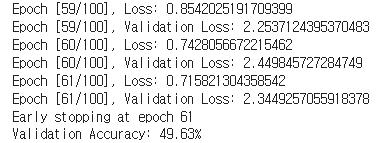 Epoch [59/100], Loss: 0.8542025191709399
Epoch [59/100], Validation Loss: 2.2537124395370483
Epoch [60/100], Loss: 0.7428056672215462
Epoch [60/100], Validation Loss: 2.449845727284749
Epoch [61/100], Loss: 0.715821304358542
Epoch [61/100], Validation Loss: 2.3449257055918378
Early stopping at epoch 61
Validation Accuracy: 49.63%